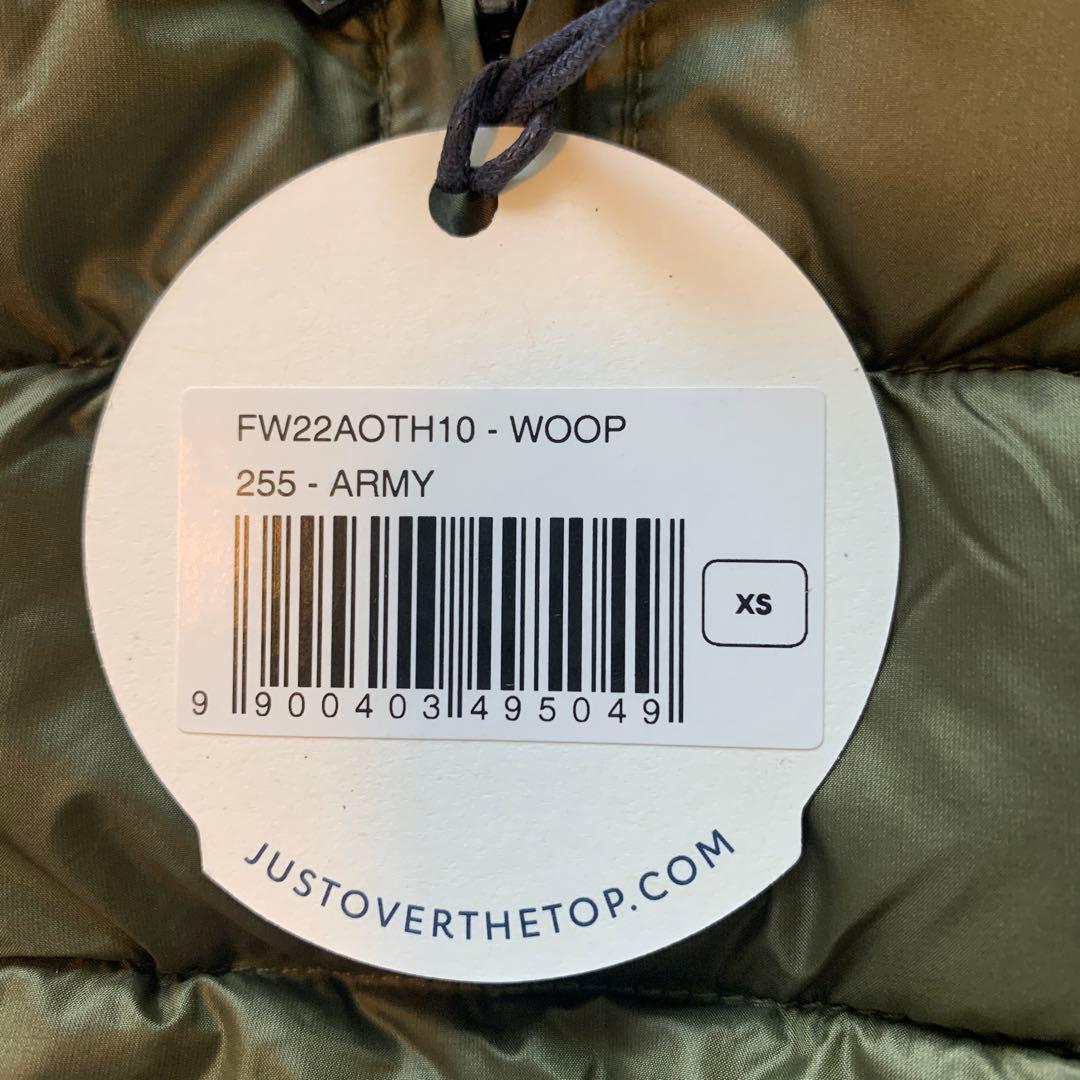 FW22AOTH10 - WOOP
255 - ARMY
XS
9 900403 495049
JUSTOVERTHETOP.COM